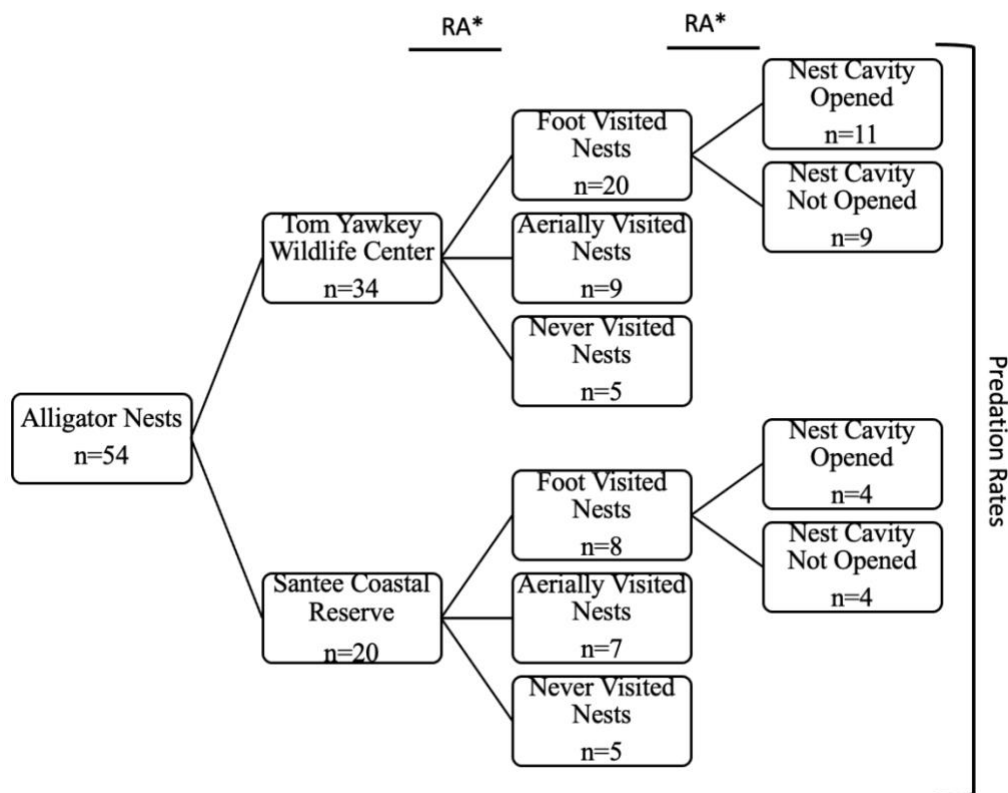 RA*
RA*
Alligator Nests
n=54
Tom Yawkey
Wildlife Center
n=34
Foot Visited
Nests
n=20
Nest Cavity
Opened
n=11
Nest Cavity
Not Opened
n=9
Aerially Visited
Nests
n=9
Never Visited
Nests
n=5
Santee Coastal
Reserve
n=20
Foot Visited
Nests
n=8
Nest Cavity
Opened
n=4
Nest Cavity
Not Opened
n=4
Aerially Visited
Nests
n=7
Never Visited
Nests
n=5
Predation Rates